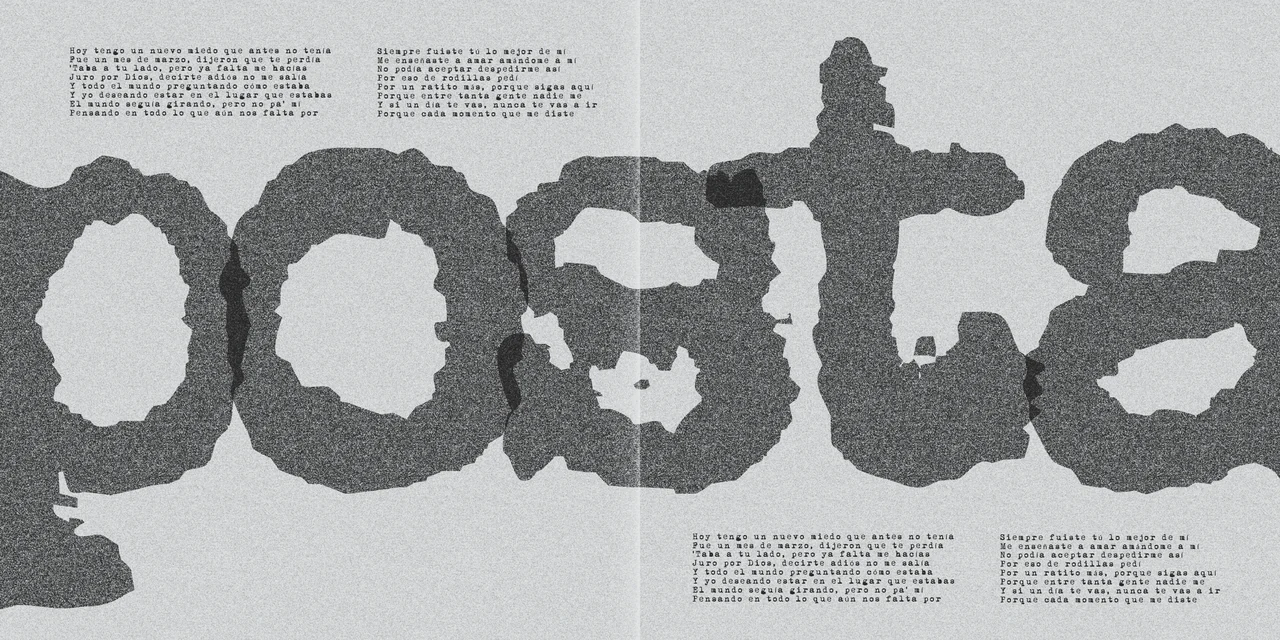 Hoy tengo un nuevo miedo que antes no tenía
Fue un mes de marzo, dijeron que te perdía
'Taba a tu lado, pero ya falta me hacías
Juro por Dios, decirte adiós no me salía
Y todo el mundo preguntando cómo estaba
Y yo deseando estar en el lugar que estabas
El mundo seguía girando, pero no pa' mí
Pensando en todo lo que aún nos falta por
Siempre fuiste tú lo mejor de mí
Me enseñaste a amar amándome a mí
No podía aceptar despedirme así
Por eso de rodillas pedí
Por un ratito más, porque sigas aquí
Porque entre tanta gente nadie me
Y si un día te vas, nunca te vas a ir
Porque cada momento que me diste
poeta
Hoy tengo un nuevo miedo que antes no tenía
Fue un mes de marzo, dijeron que te perdía
'Taba a tu lado, pero ya falta me hacías
Juro por Dios, decirte adiós no me salía
Y todo el mundo preguntando cómo estaba
Y yo deseando estar en el lugar que estabas
El mundo seguía girando, pero no pa' mí
Pensando en todo lo que aún nos falta por
Siempre fuiste tú lo mejor de mí
Me enseñaste a amar amándome a mí
No podía aceptar despedirme así
Por eso de rodillas pedí
Por un ratito más, porque sigas aquí
Porque entre tanta gente nadie me
Y si un día te vas, nunca te vas a ir
Porque cada momento que me diste